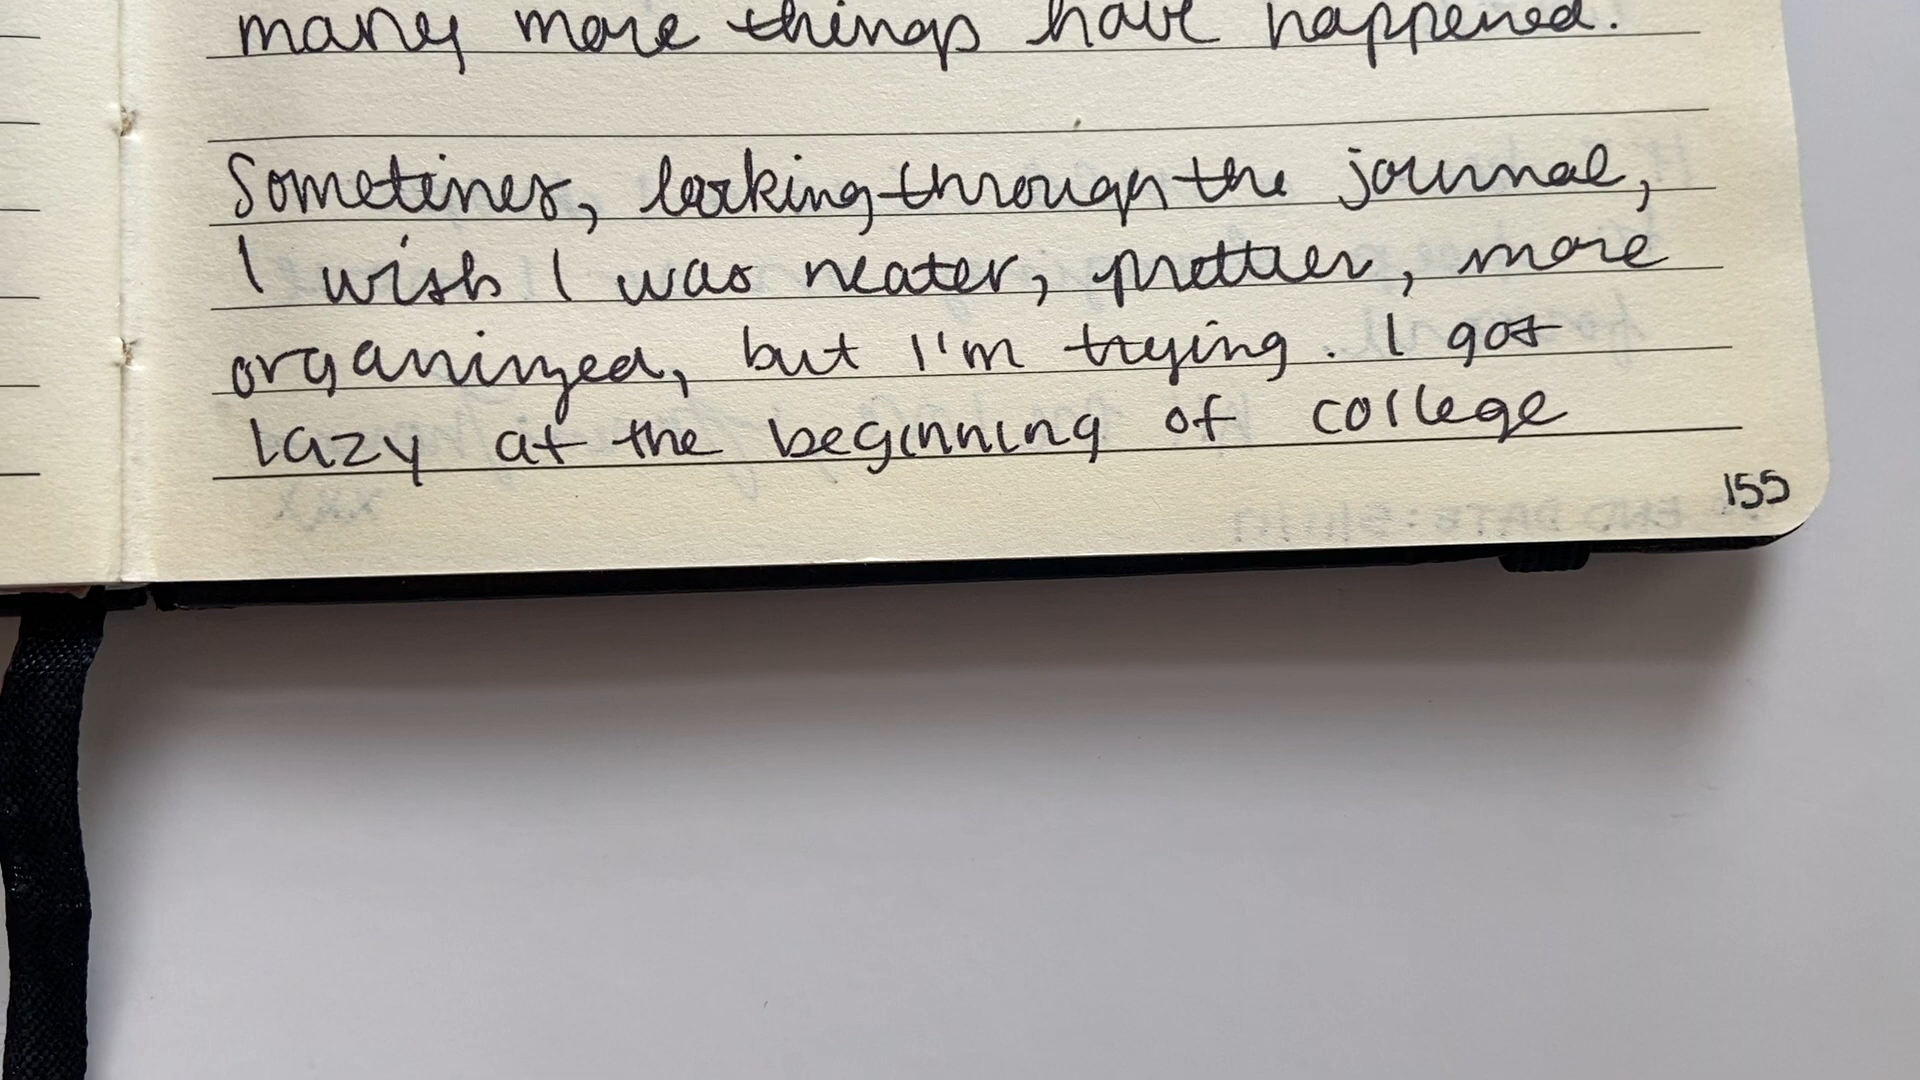 many more things have happened.
Sometimes, looking through the journal,
I wish I was neater, prettier, more
organized, but I'm trying. I got
lazy at the beginning of college
155